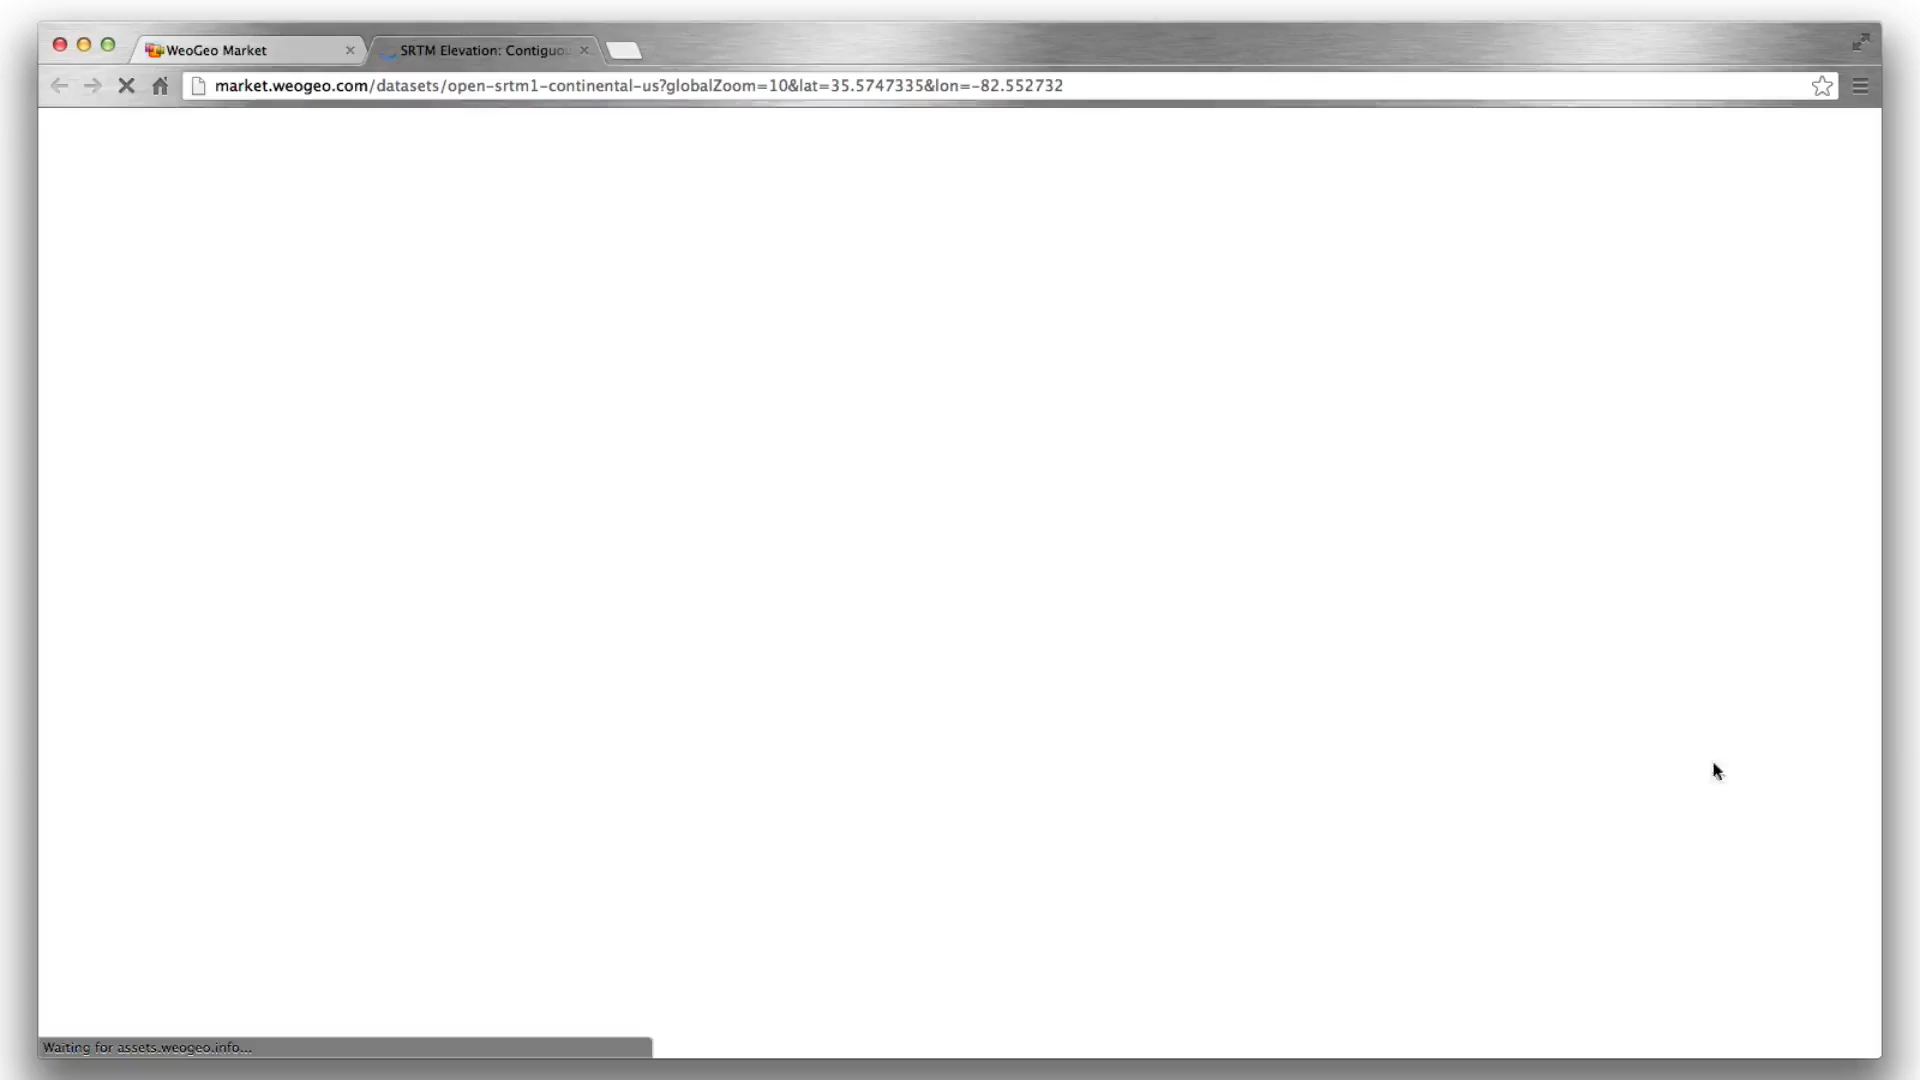 WeoGeo Market
SRTM Elevation: Contiguo
market.weogeo.com/datasets/open-srtm1-continental-us?globalZoom=10&lat=35.5747335&lon=-82.552732
Waiting for assets.weogeo.info...